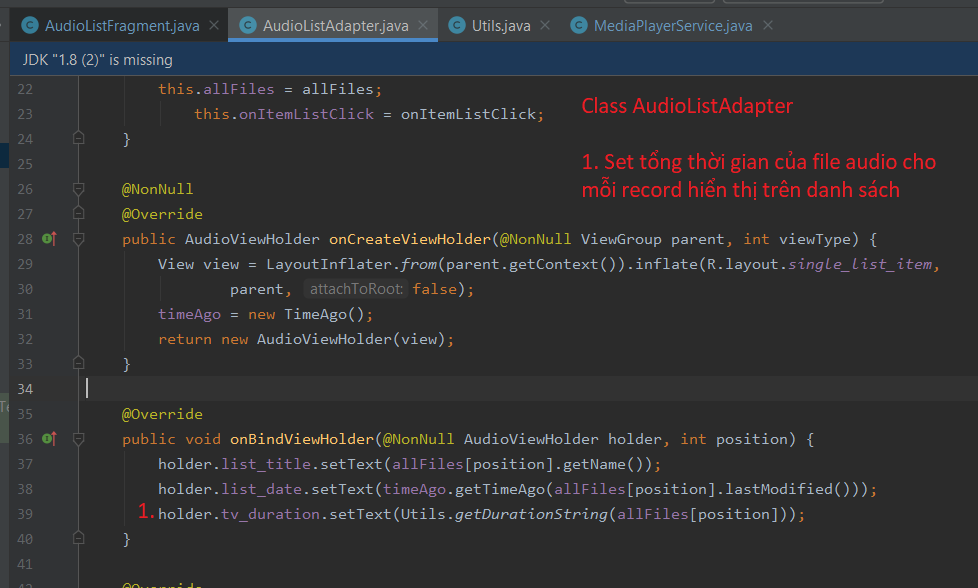 AudioListFragment.java AudioListAdapter.java Utils.java MediaPlayerService.java
JDK "1.8 (2)" is missing
22 this.allFiles = allFiles;
23 this.onItemListClick = onItemListClick;
24 }
25
26 @NonNull
27 @Override
28 public AudioViewHolder onCreateViewHolder(@NonNull ViewGroup parent, int viewType) {
29 View view = LayoutInflater.from(parent.getContext()).inflate(R.layout.single_list_item,
30 parent, attachToRoot: false);
31 timeAgo = new TimeAgo();
32 return new AudioViewHolder(view);
33 }
34
35 @Override
36 public void onBindViewHolder(@NonNull AudioViewHolder holder, int position) {
37 holder.list_title.setText(allFiles[position].getName());
38 holder.list_date.setText(timeAgo.getTimeAgo(allFiles[position].lastModified()));
39 1. holder.tv_duration.setText(Utils.getDurationString(allFiles[position]));
40 }
41
Class AudioListAdapter
1. Set tổng thời gian của file audio cho
mỗi record hiển thị trên danh sách